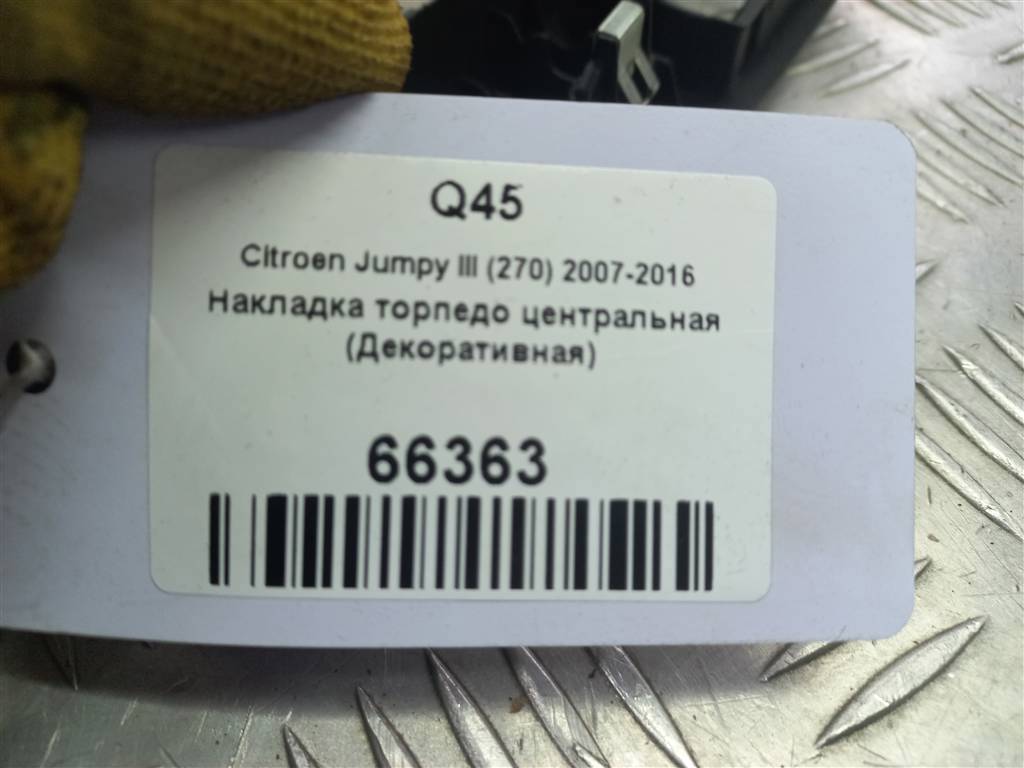 Q45
Citroen Jumpy III (270) 2007-2016
Накладка торпедо центральная
(Декоративная)
66363